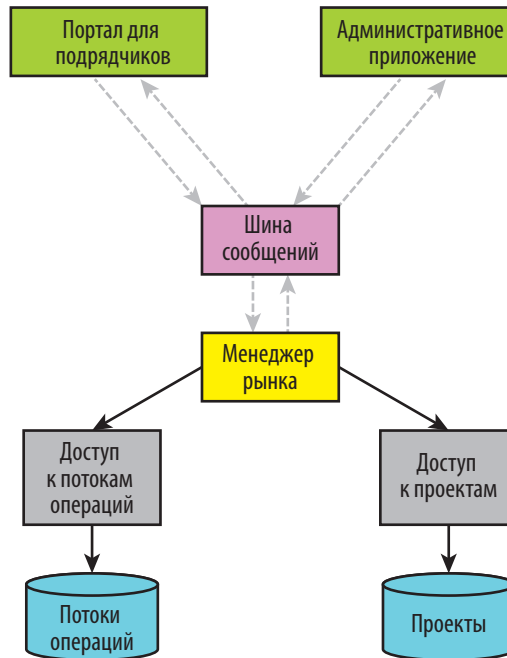 Портал для
подрядчиков
Административное
приложение
Шина
сообщений
Менеджер
рынка
Доступ
к потокам
операций
Доступ
к проектам
Потоки
операций
Проекты